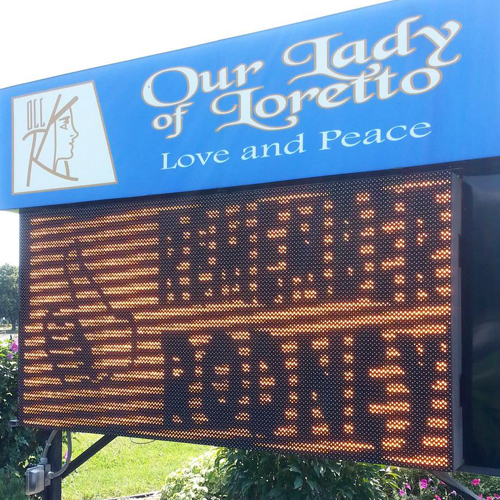 OLL
Our Lady
of Loretto
Love and Peace
RODNEY